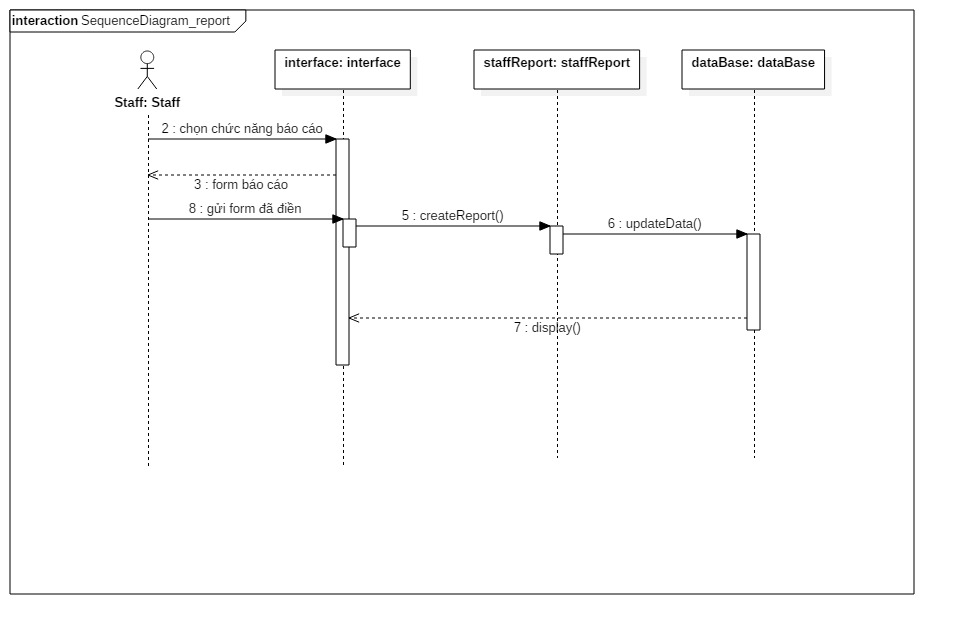 interaction SequenceDiagram_report
interface: interface
staffReport: staffReport
dataBase: dataBase
Staff: Staff
2 : chọn chức năng báo cáo
3 : form báo cáo
8 : gửi form đã điền
5 : createReport()
6 : updateData()
7 : display()